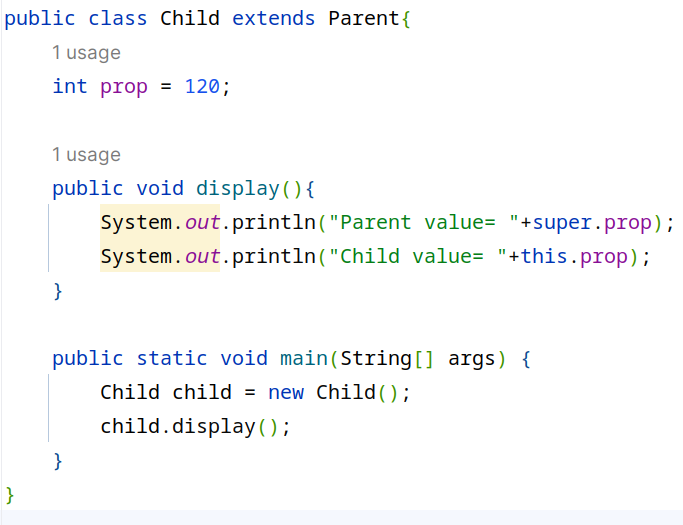 public class Child extends Parent{
1 usage
int prop = 120;
1 usage
public void display(){
System.out.println("Parent value= "+super.prop);
System.out.println("Child value= "+this.prop);
}
public static void main(String[] args) {
Child child = new Child();
child.display();
}
}